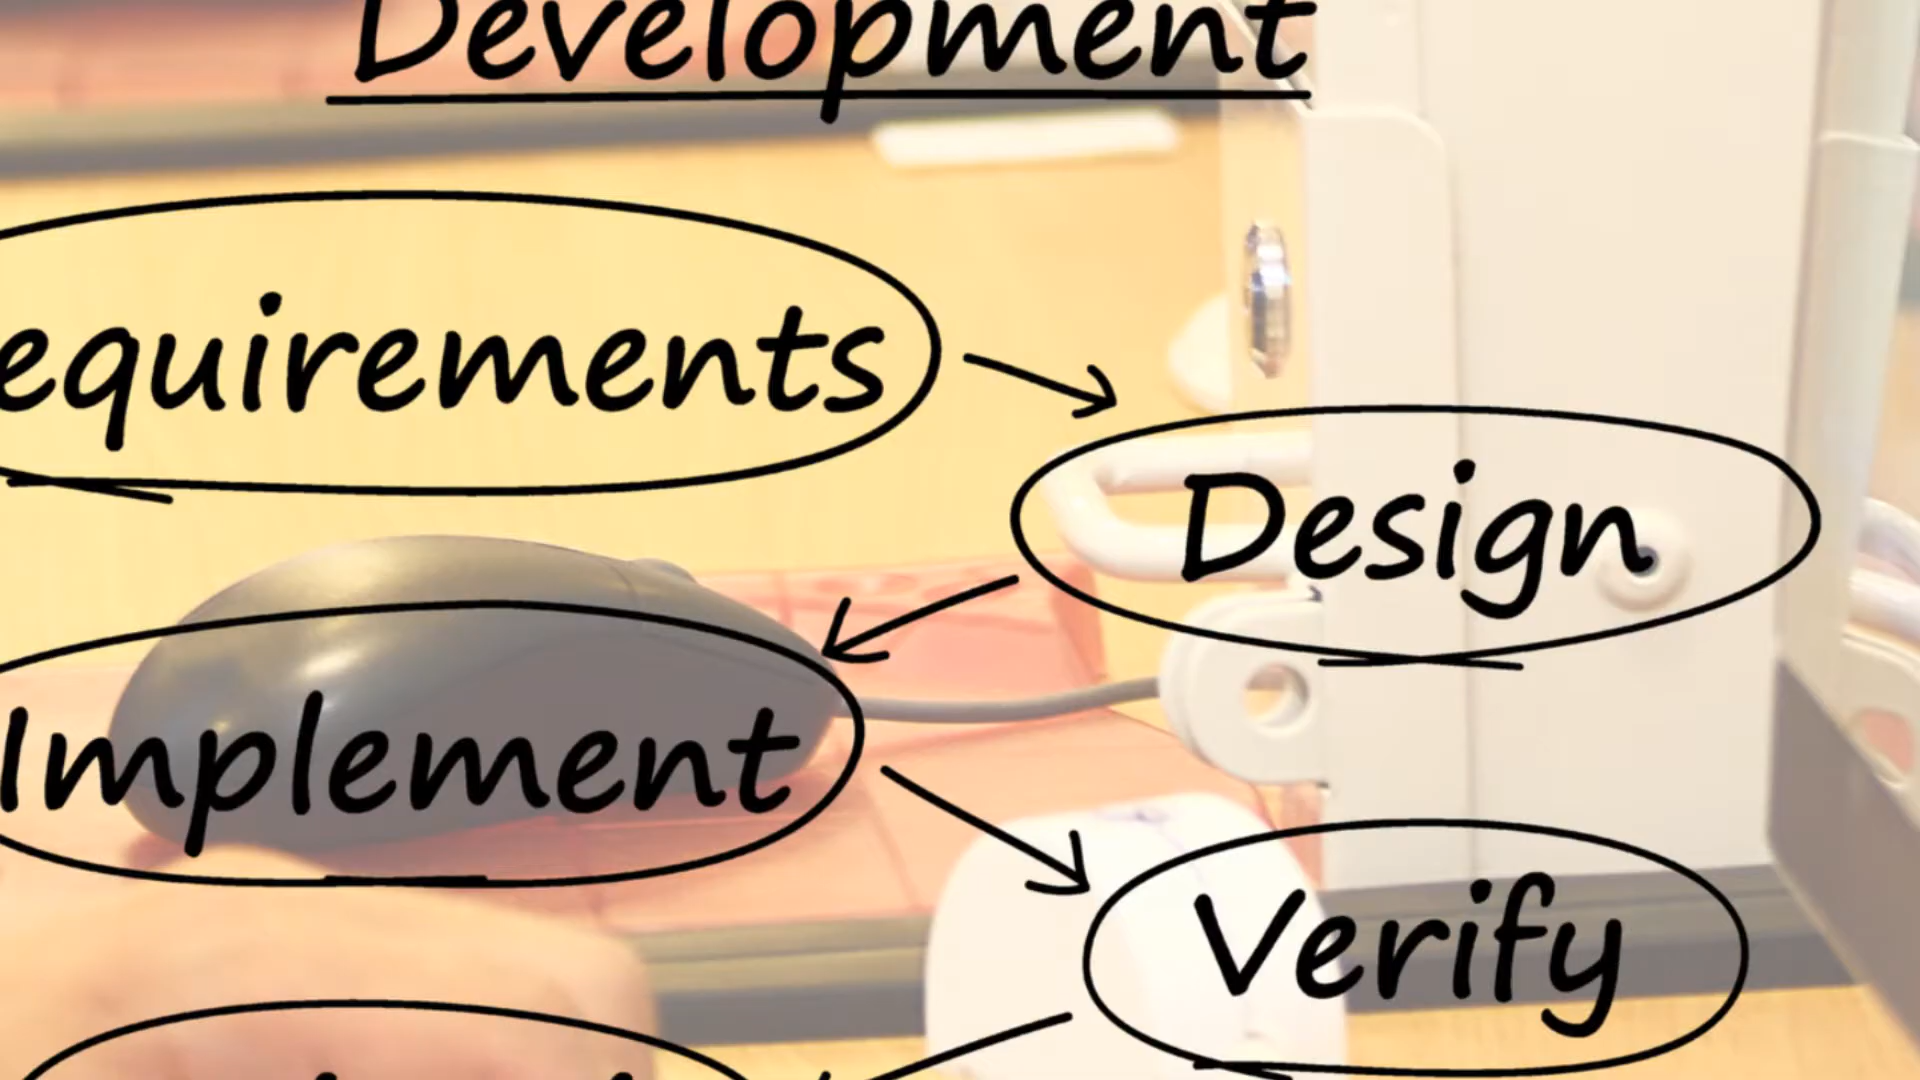 Development
equirements
Design
Implement
Verify